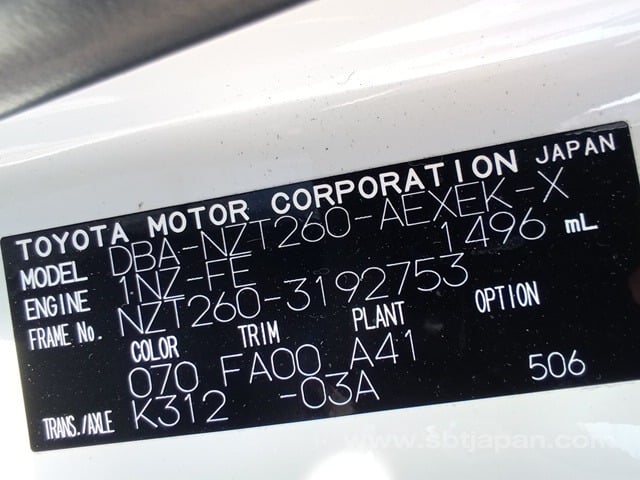 TOYOTA MOTOR CORPORATION JAPAN
MODEL DBA-NZT260-AEXEK-X
ENGINE 1NZ-FE 1496 mL
FRAME No. NZT260-3192753
COLOR TRIM PLANT OPTION
070 FA00 A41
TRANS./AXLE K312 -03A 506
www.sbtjapan.com